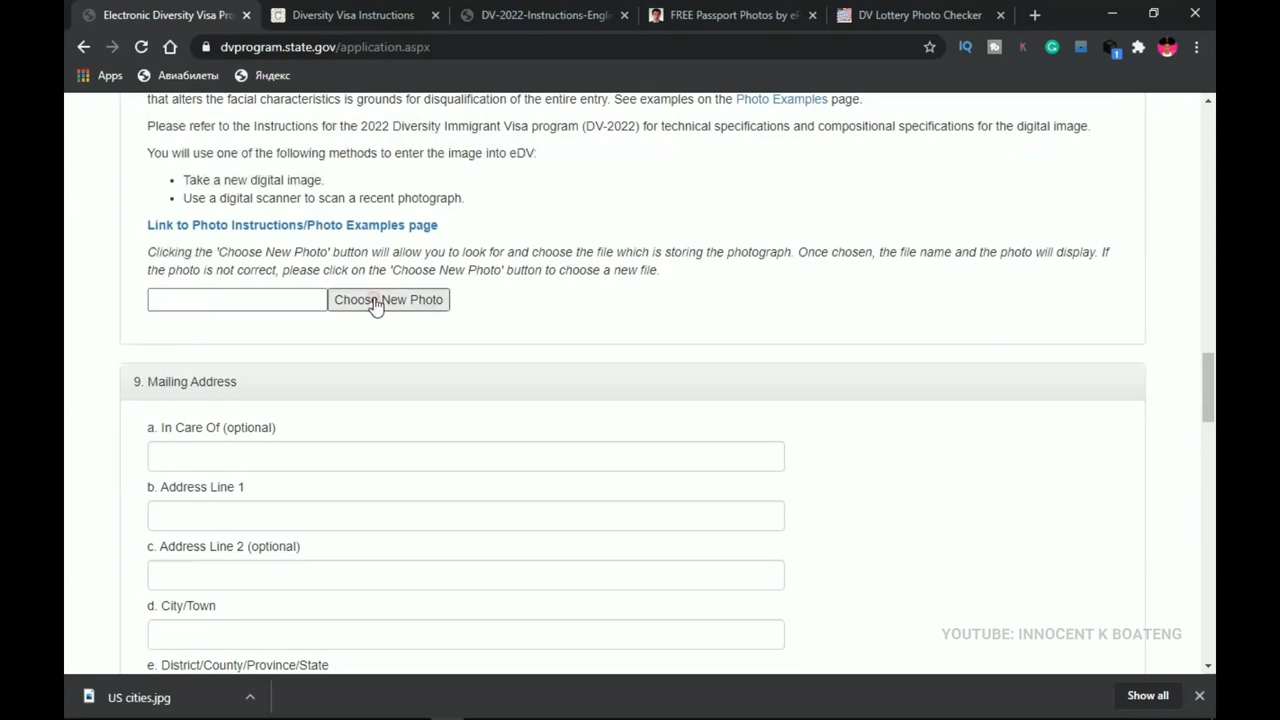 Electronic Diversity Visa Pro
Diversity Visa Instructions
DV-2022-Instructions-Engli
FREE Passport Photos by eP
DV Lottery Photo Checker
dvprogram.state.gov/application.aspx
Apps
Авиабилеты
Яндекс
that alters the facial characteristics is grounds for disqualification of the entire entry. See examples on the Photo Examples page.
Please refer to the Instructions for the 2022 Diversity Immigrant Visa program (DV-2022) for technical specifications and compositional specifications for the digital image.
You will use one of the following methods to enter the image into eDV:
• Take a new digital image.
• Use a digital scanner to scan a recent photograph.
Link to Photo Instructions/Photo Examples page
Clicking the 'Choose New Photo' button will allow you to look for and choose the file which is storing the photograph. Once chosen, the file name and the photo will display. If
the photo is not correct, please click on the 'Choose New Photo' button to choose a new file.
Choose New Photo
9. Mailing Address
a. In Care Of (optional)
b. Address Line 1
c. Address Line 2 (optional)
d. City/Town
YOUTUBE: INNOCENT K BOATENG
e. District/County/Province/State
US cities.jpg
Show all